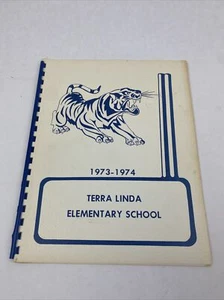 1973-1974
TERRA LINDA
ELEMENTARY SCHOOL